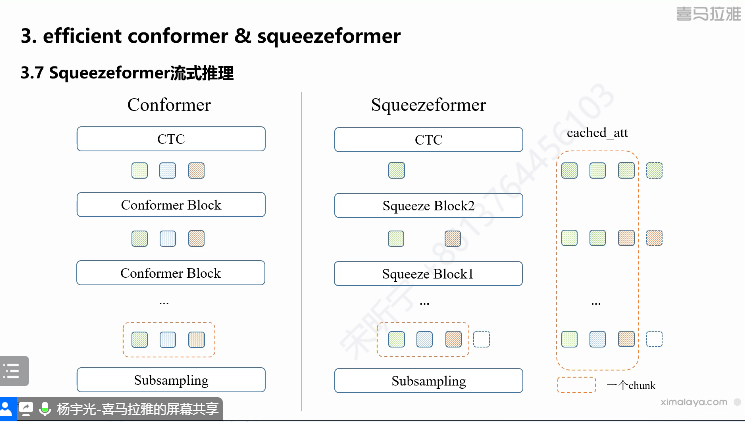 喜马拉雅
3. efficient conformer & squeezeformer
3.7 Squeezeformer流式推理
Conformer
CTC
Conformer Block
Conformer Block
...
Subsampling
Squeezeformer
CTC
Squeeze Block2
Squeeze Block1
...
Subsampling
cached_att
...
一个chunk
宋昕宁 +8613764456103
ximalaya.com
杨宇光-喜马拉雅的屏幕共享